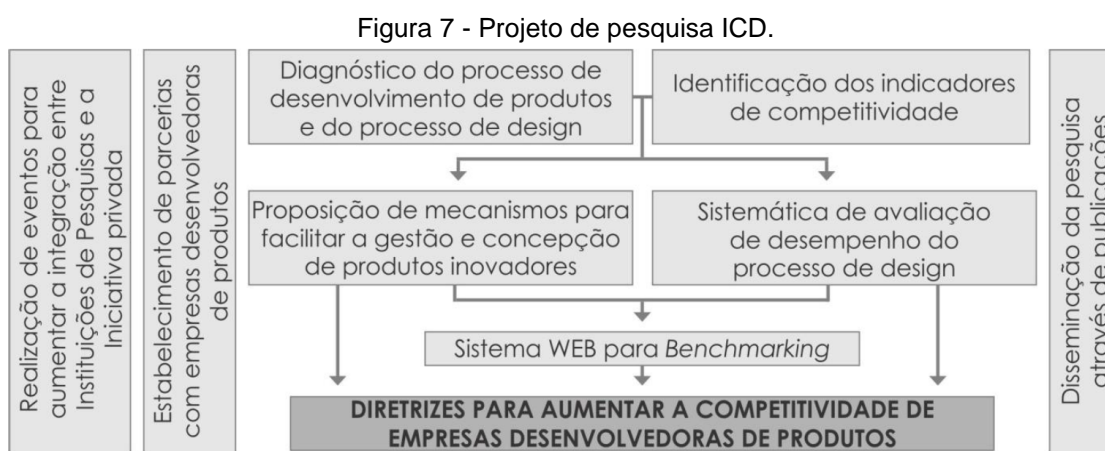 Figura 7 - Projeto de pesquisa ICD.
Realização de eventos para
aumentar a integração entre
Instituições de Pesquisas e a
Iniciativa privada
Estabelecimento de parcerias
com empresas desenvolvedoras
de produtos
Diagnóstico do processo de
desenvolvimento de produtos
e do processo de design
Identificação dos indicadores
de competitividade
Proposição de mecanismos para
facilitar a gestão e concepção
de produtos inovadores
Sistemática de avaliação
de desempenho do
processo de design
Sistema WEB para Benchmarking
DIRETRIZES PARA AUMENTAR A COMPETITIVIDADE DE
EMPRESAS DESENVOLVEDORAS DE PRODUTOS
Disseminação da pesquisa
através de publicações